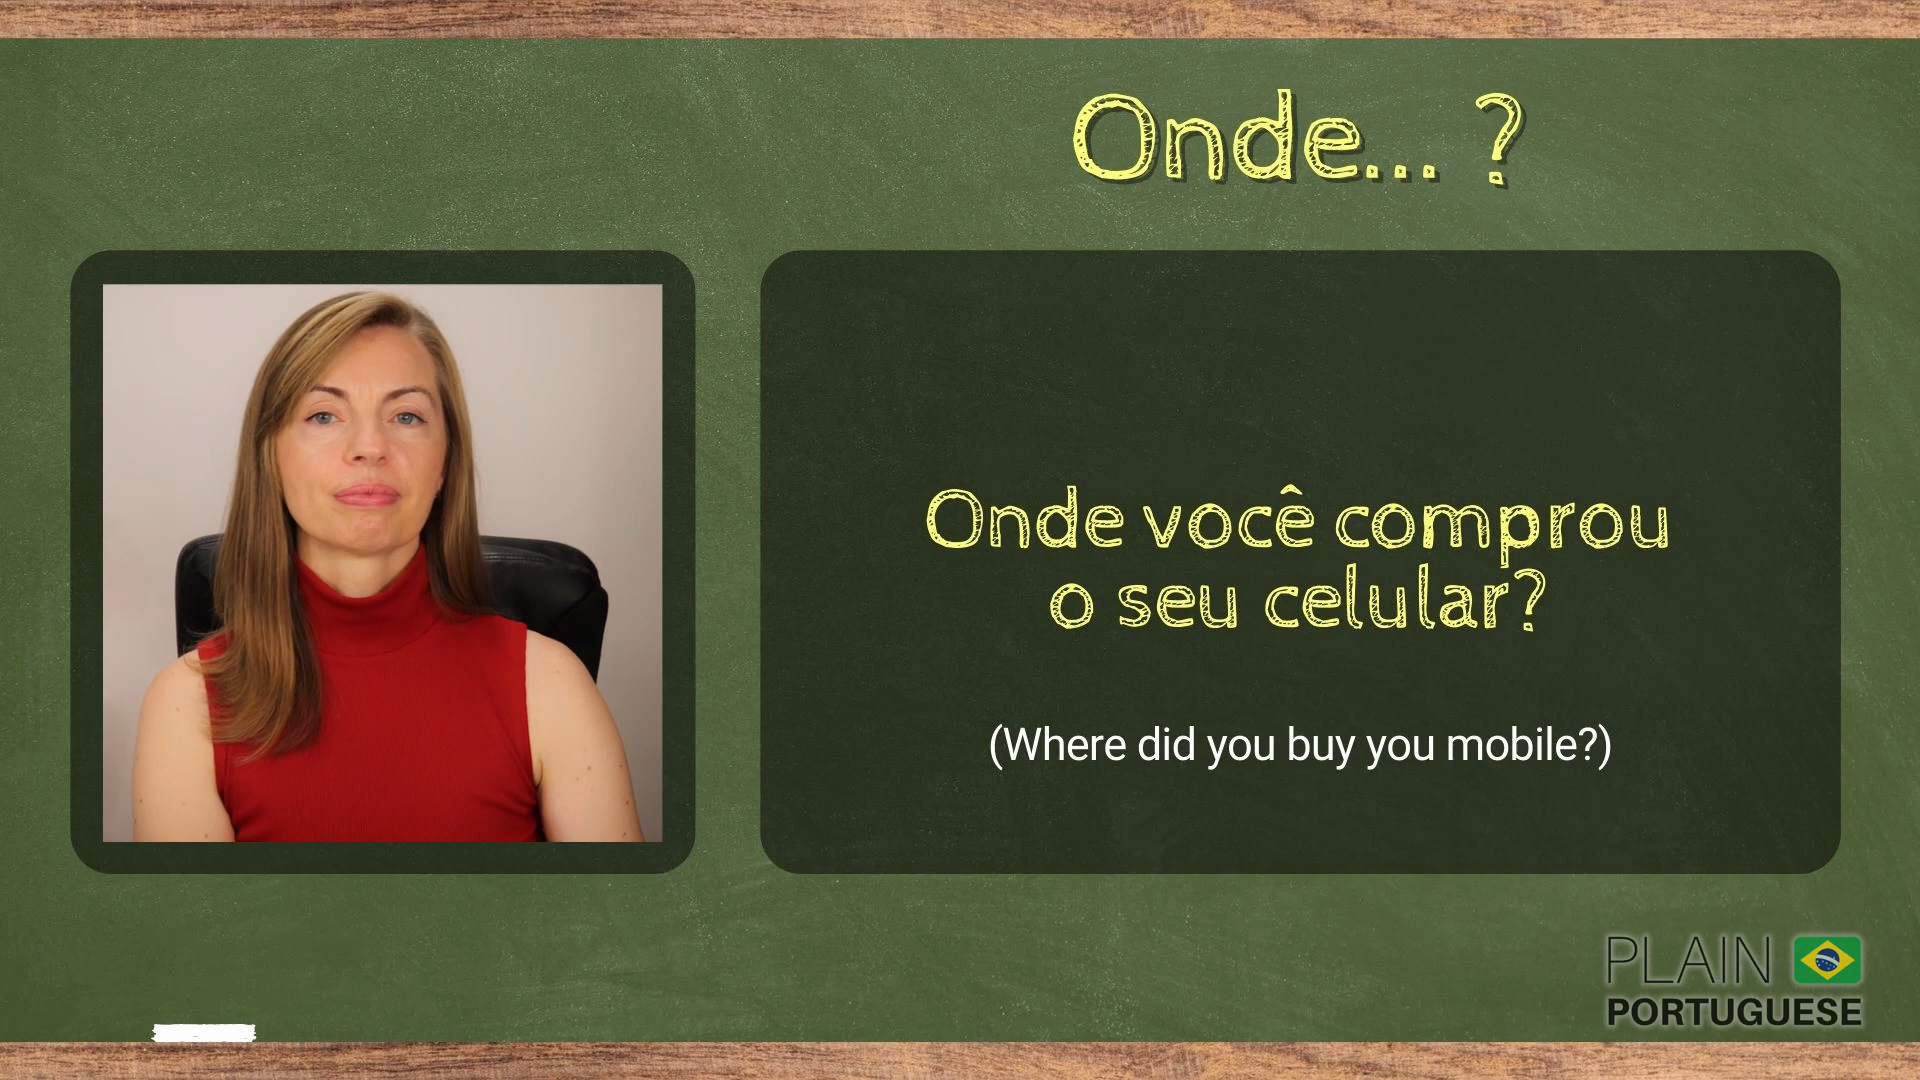 Onde... ?
Onde você comprou
o seu celular?
(Where did you buy you mobile?)
PLAIN
PORTUGUESE